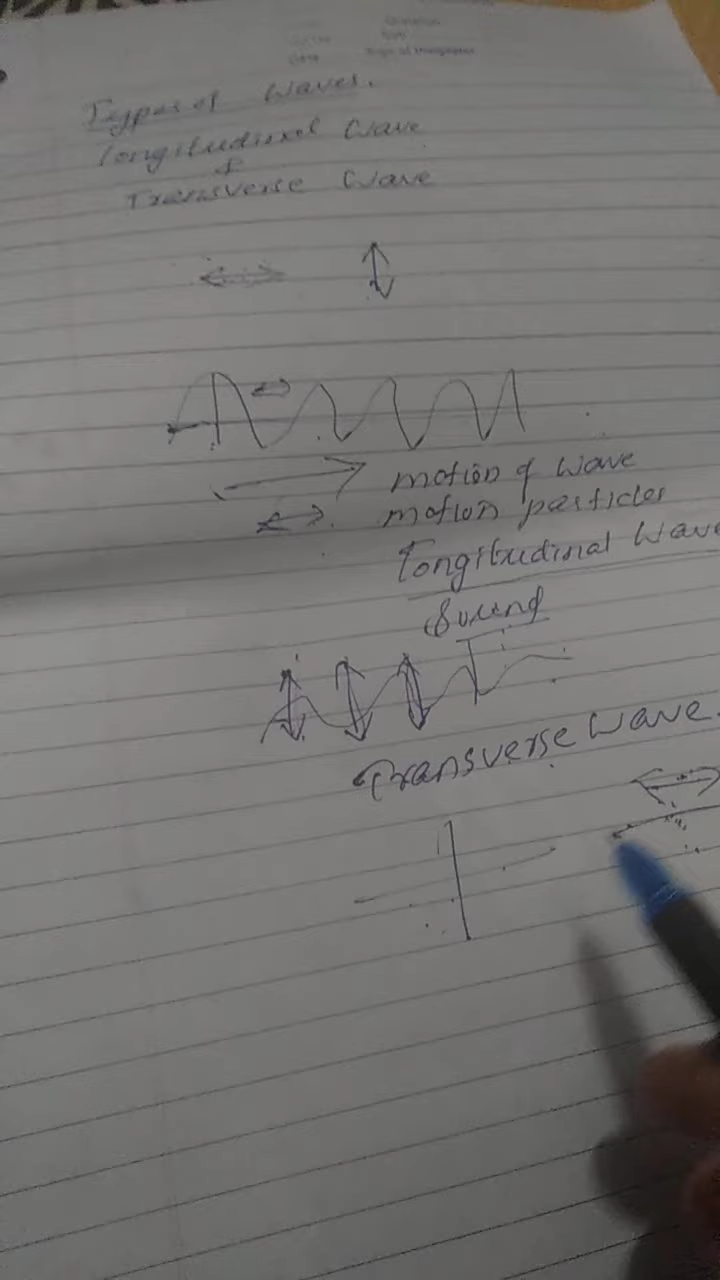 Types of Waves.
Longitudinal Wave
&
Transverse Wave
motion of wave
motion particles
Longitudinal Wave
Sound
Transverse Wave.